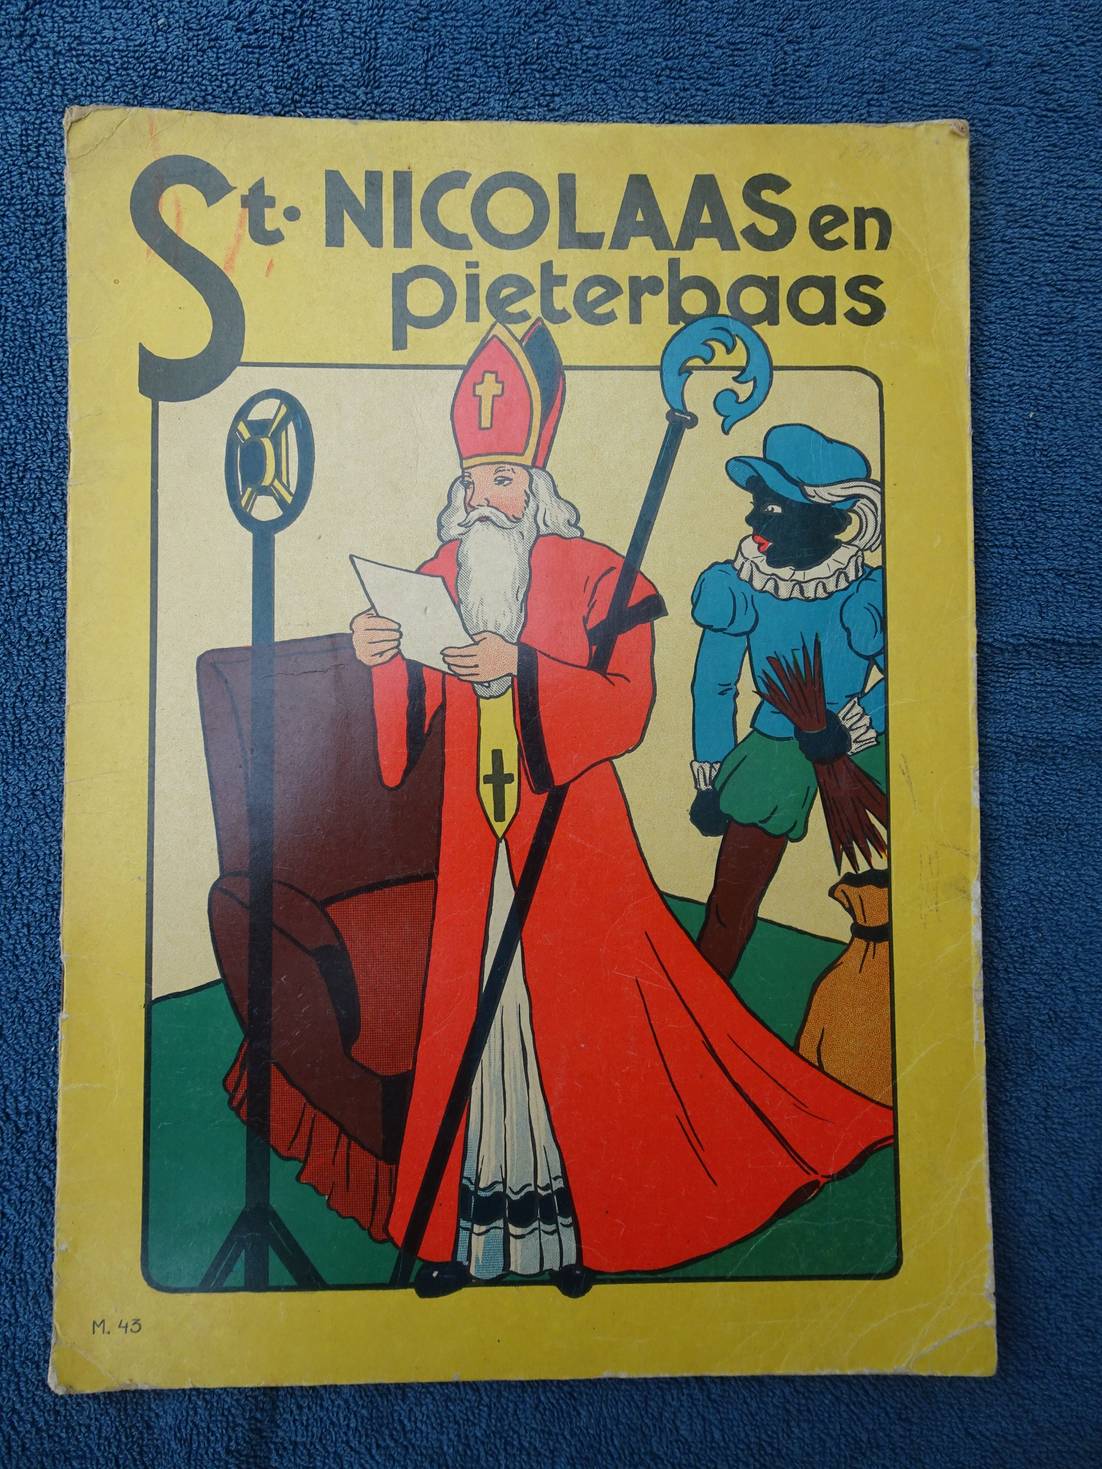 St. NICOLAAS en
pieterbaas
M. 43